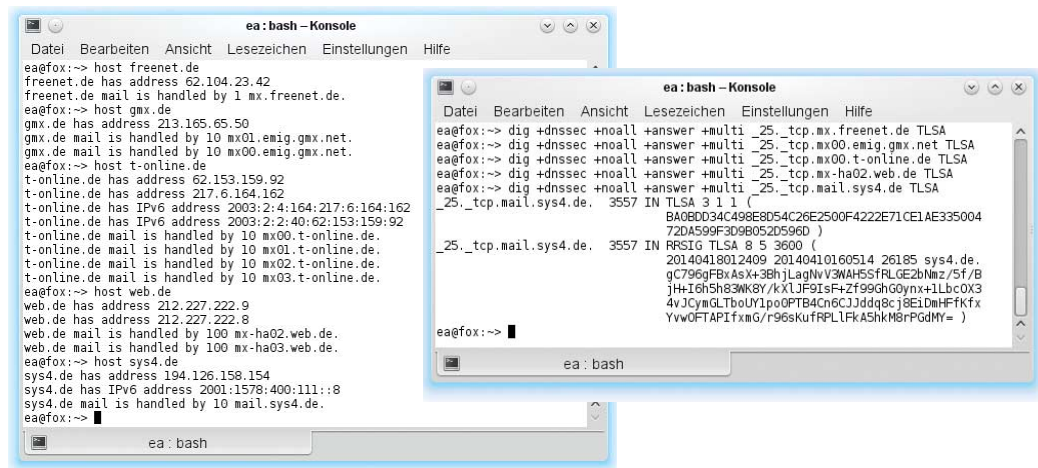 ea : bash – Konsole
Datei Bearbeiten Ansicht Lesezeichen Einstellungen Hilfe
ea@fox:~> host freenet.de
freenet.de has address 62.104.23.42
freenet.de mail is handled by 1 mx.freenet.de.
ea@fox:~> host gmx.de
gmx.de has address 213.165.65.50
gmx.de mail is handled by 10 mx01.emig.gmx.net.
gmx.de mail is handled by 10 mx00.emig.gmx.net.
ea@fox:~> host t-online.de
t-online.de has address 62.153.159.92
t-online.de has address 217.6.164.162
t-online.de has IPv6 address 2003:2:4:164:217:6:164:162
t-online.de has IPv6 address 2003:2:2:40:62:153:159:92
t-online.de mail is handled by 10 mx00.t-online.de.
t-online.de mail is handled by 10 mx01.t-online.de.
t-online.de mail is handled by 10 mx02.t-online.de.
t-online.de mail is handled by 10 mx03.t-online.de.
ea@fox:~> host web.de
web.de has address 212.227.222.9
web.de has address 212.227.222.8
web.de mail is handled by 100 mx-ha02.web.de.
web.de mail is handled by 100 mx-ha03.web.de.
ea@fox:~> host sys4.de
sys4.de has address 194.126.158.154
sys4.de has IPv6 address 2001:1578:400:111::8
sys4.de mail is handled by 10 mail.sys4.de.
ea@fox:~>
ea : bash
ea : bash – Konsole
Datei Bearbeiten Ansicht Lesezeichen Einstellungen Hilfe
ea@fox:~> dig +dnssec +noall +answer +multi _25._tcp.mx.freenet.de TLSA
ea@fox:~> dig +dnssec +noall +answer +multi _25._tcp.mx00.emig.gmx.net TLSA
ea@fox:~> dig +dnssec +noall +answer +multi _25._tcp.mx00.t-online.de TLSA
ea@fox:~> dig +dnssec +noall +answer +multi _25._tcp.mx-ha02.web.de TLSA
ea@fox:~> dig +dnssec +noall +answer +multi _25._tcp.mail.sys4.de TLSA
_25._tcp.mail.sys4.de. 3557 IN TLSA 3 1 1 (
BA0BDD34C498E8D54C26E2500F4222E71CE1AE335004
72DA599F3D9B052D596D )
_25._tcp.mail.sys4.de. 3557 IN RRSIG TLSA 8 5 3600 (
20140418012409 20140410160514 26185 sys4.de.
gC796gFBxAsX+3BhjLagNvV3WAH5SfRLGE2bNmz/5f/B
jH+I6h5h83WK8Y/kXlJF9IsF+Zf99GhG0ynx+1LbcOX3
4vJCymGLTboUY1po0PTB4Cn6CJJddq8cj8EiDmHFfKfx
YvwOFTAPIfxmG/r96sKufRPLlFkA5hkM8rPGdMY= )
ea@fox:~>
ea : bash